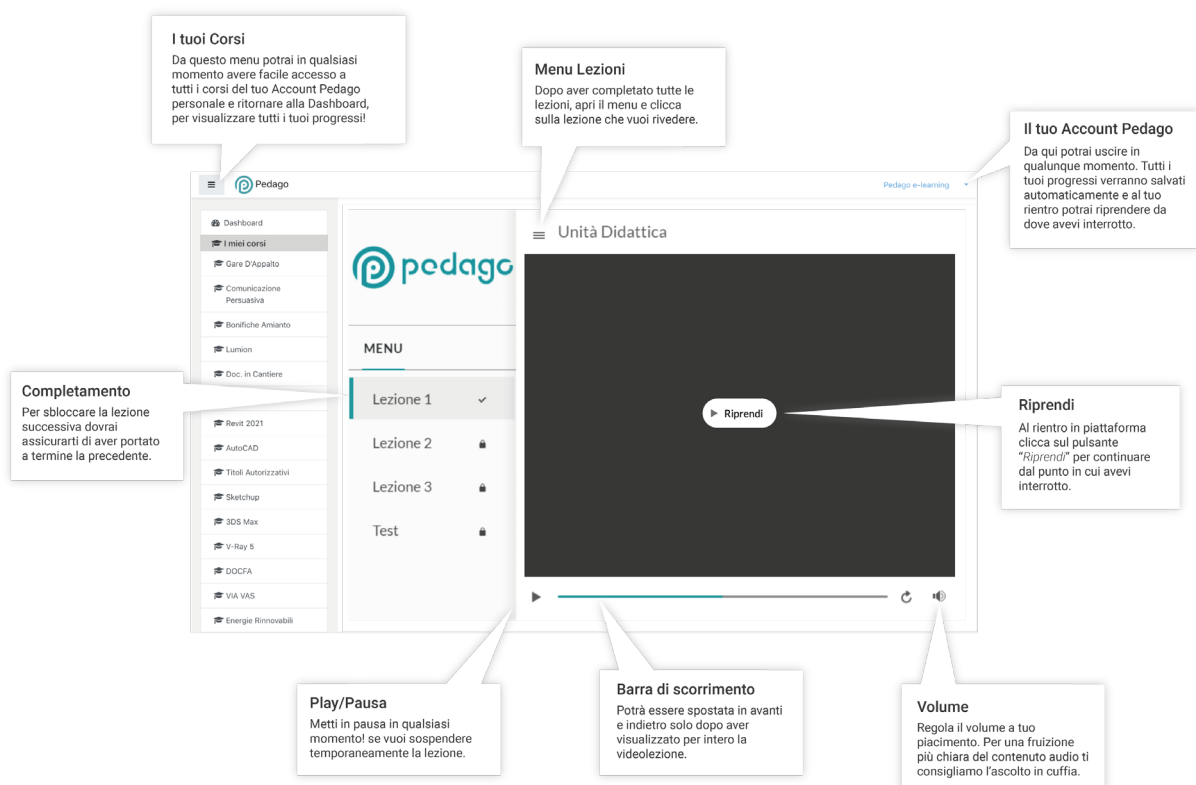 I tuoi Corsi
Da questo menu potrai in qualsiasi
momento avere facile accesso a
tutti i corsi del tuo Account Pedago
personale e ritornare alla Dashboard,
per visualizzare tutti i tuoi progressi!
Menu Lezioni
Dopo aver completato tutte le
lezioni, apri il menu e clicca
sulla lezione che vuoi rivedere.
Il tuo Account Pedago
Da qui potrai uscire in
qualunque momento. Tutti i
tuoi progressi verranno salvati
automaticamente e al tuo
rientro potrai riprendere da
dove avevi interrotto.
Pedago
Pedago e-learning
Dashboard
I miei corsi
Gare D'Appalto
Comunicazione
Persuasiva
Bonifiche Amianto
Lumion
Doc. in Cantiere
Revit 2021
AutoCAD
Titoli Autorizzativi
Sketchup
3DS Max
V-Ray 5
DOCFA
VIA VAS
Energie Rinnovabili
pedago
MENU
Lezione 1
Lezione 2
Lezione 3
Test
Unità Didattica
Riprendi
Completamento
Per sbloccare la lezione
successiva dovrai
assicurarti di aver portato
a termine la precedente.
Riprendi
Al rientro in piattaforma
clicca sul pulsante
“Riprendi” per continuare
dal punto in cui avevi
interrotto.
Play/Pausa
Metti in pausa in qualsiasi
momento! se vuoi sospendere
temporaneamente la lezione.
Barra di scorrimento
Potrà essere spostata in avanti
e indietro solo dopo aver
visualizzato per intero la
videolezione.
Volume
Regola il volume a tuo
piacimento. Per una fruizione
più chiara del contenuto audio ti
consigliamo l'ascolto in cuffia.